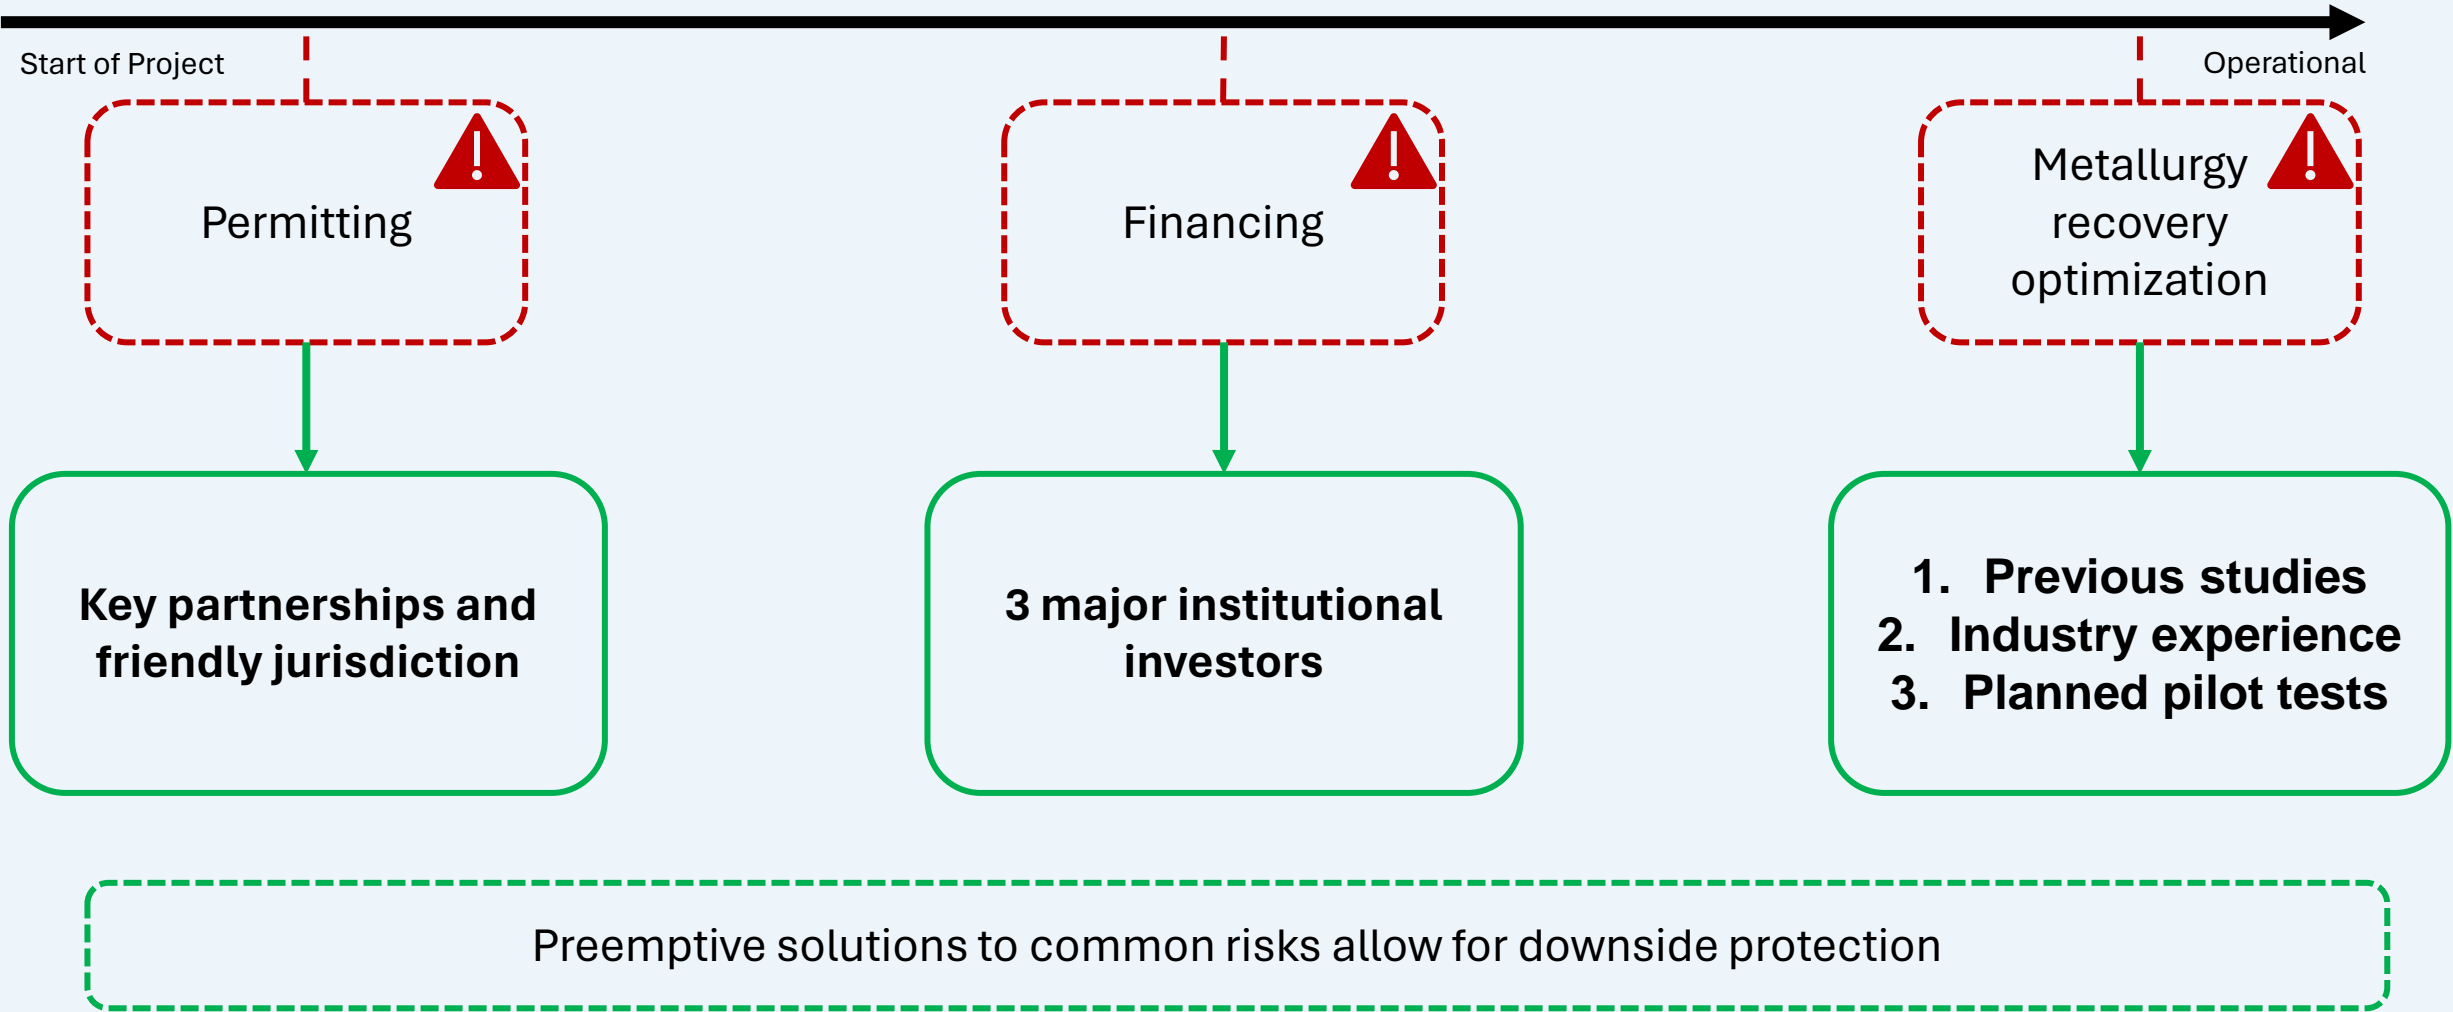 Start of Project
Operational
Permitting
Financing
Metallurgy
recovery
optimization
Key partnerships and
friendly jurisdiction
3 major institutional
investors
1. Previous studies
2. Industry experience
3. Planned pilot tests
Preemptive solutions to common risks allow for downside protection